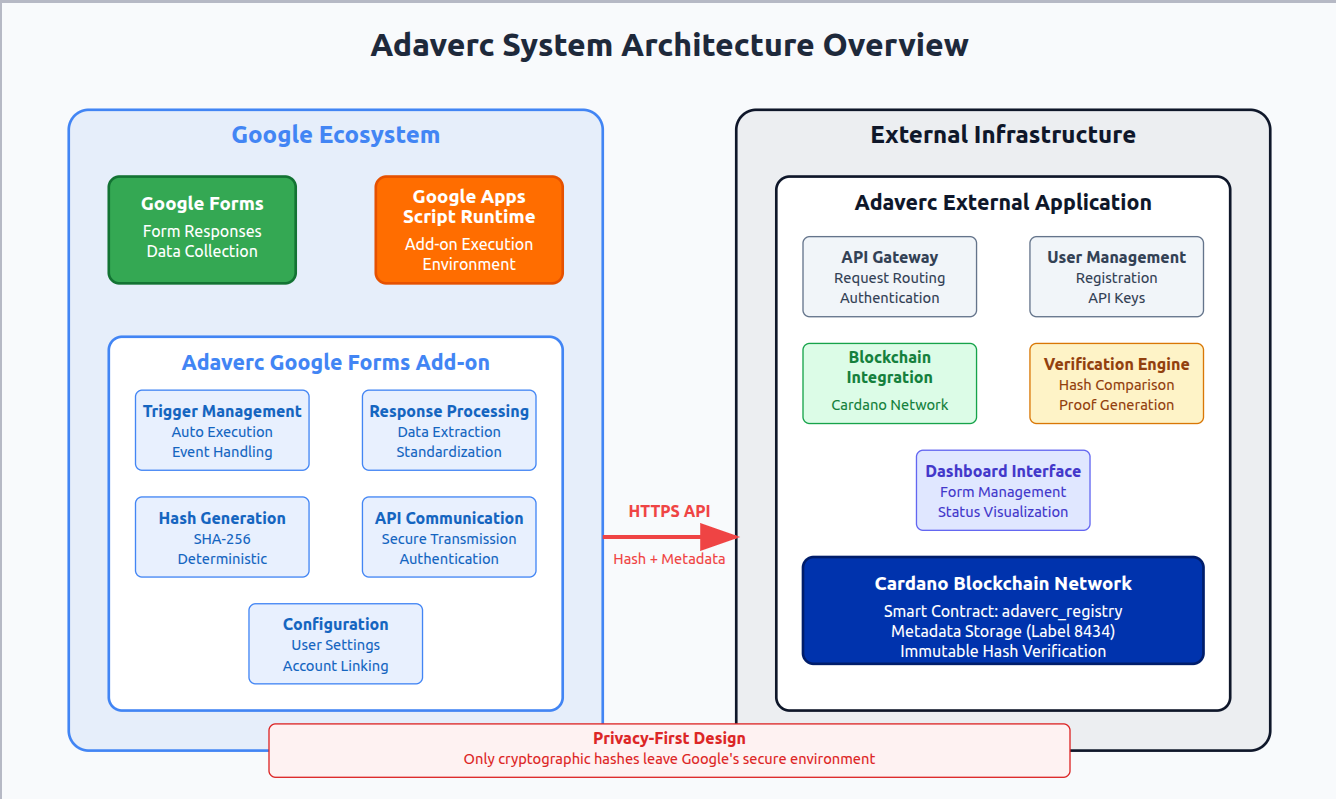 Adaverc System Architecture Overview
Google Ecosystem
Google Forms
Form Responses
Data Collection
Google Apps
Script Runtime
Add-on Execution
Environment
Adaverc Google Forms Add-on
Trigger Management
Auto Execution
Event Handling
Response Processing
Data Extraction
Standardization
Hash Generation
SHA-256
Deterministic
API Communication
Secure Transmission
Authentication
Configuration
User Settings
Account Linking
HTTPS API
Hash + Metadata
External Infrastructure
Adaverc External Application
API Gateway
Request Routing
Authentication
User Management
Registration
API Keys
Blockchain
Integration
Cardano Network
Verification Engine
Hash Comparison
Proof Generation
Dashboard Interface
Form Management
Status Visualization
Cardano Blockchain Network
Smart Contract: adaverc_registry
Metadata Storage (Label 8434)
Immutable Hash Verification
Privacy-First Design
Only cryptographic hashes leave Google's secure environment